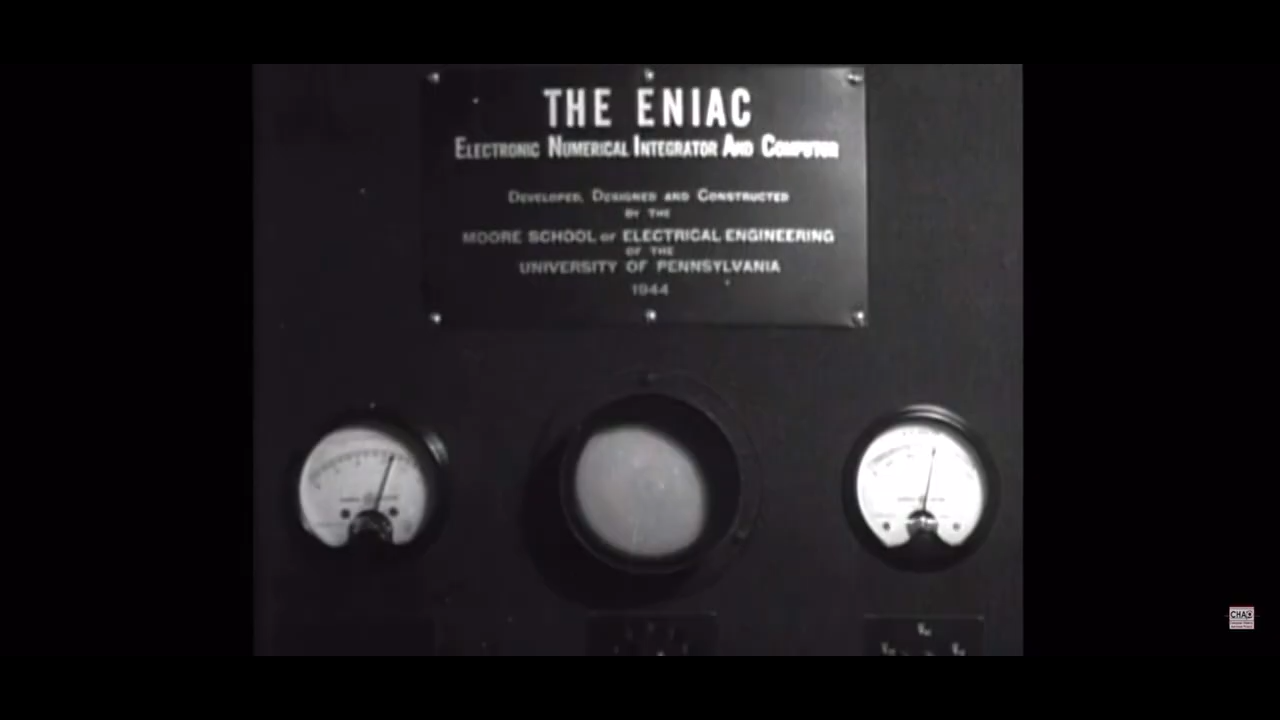 THE ENIAC
ELECTRONIC NUMERICAL INTEGRATOR AND COMPUTOR
DEVELOPED, DESIGNED AND CONSTRUCTED
BY THE
MOORE SCHOOL OF ELECTRICAL ENGINEERING
OF THE
UNIVERSITY OF PENNSYLVANIA
1944
CHAP